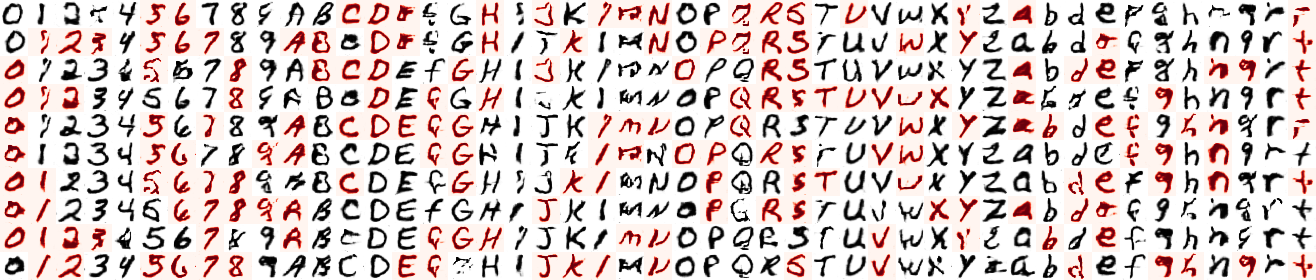 0 1 2 3 4 5 6 7 8 9 A B C D E F G H I J K l M N O P Q R S T U V W X Y Z a b d e f g h n q r t
0 1 2 3 4 5 6 7 8 9 A B C D E F G H I J K l M N O P Q R S T U V W X Y Z a b d e f g h n q r t
0 1 2 3 4 5 6 7 8 9 A B C D E f G H I J K l M N O P Q R S T U V W X Y Z a b d e f g h n q r t
0 1 2 3 4 5 6 7 8 9 A B C D E F G H I J K l M N O P Q R S T U V W X Y Z a b d e f g h n q r t
0 1 2 3 4 5 6 7 8 9 A B C D E F G H I J K l M N O P Q R S T U V W X Y Z a b d e f g h n q r t
0 1 2 3 4 5 6 7 8 9 A B C D E F G H I J K l M N O P Q R S T U V W X Y Z a b d e f g h n q r t
0 1 2 3 4 5 6 7 8 9 A B C D E F G H I J K l M N O P Q R S T U V W X Y Z a b d e f g h n q r t
0 1 2 3 4 5 6 7 8 9 A B C D E f G H I J K l M N O P Q R S T U V W X Y Z a b d e f g h n q r t
0 1 2 3 4 5 6 7 8 9 A B C D E F G H I J K l M N O P Q R S T U V W X Y Z a b d e f g h n q r t
0 1 2 3 4 5 6 7 8 9 A B C D E F G H I J K l M N O P Q R S T U V W X Y Z a b d e f g h n q r t